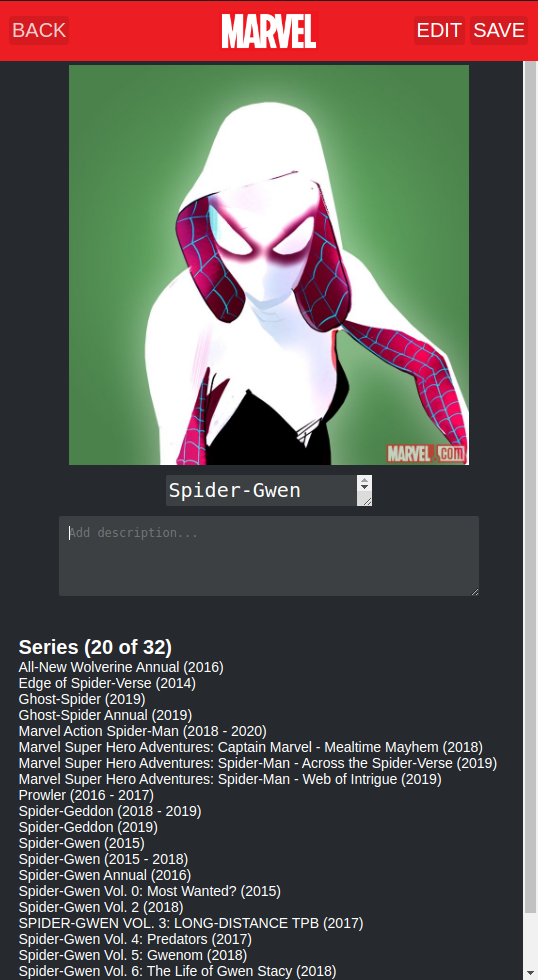 BACK
MARVEL
EDIT
SAVE
MARVEL.com
Spider-Gwen
Add description...
Series (20 of 32)
All-New Wolverine Annual (2016)
Edge of Spider-Verse (2014)
Ghost-Spider (2019)
Ghost-Spider Annual (2019)
Marvel Action Spider-Man (2018 - 2020)
Marvel Super Hero Adventures: Captain Marvel - Mealtime Mayhem (2018)
Marvel Super Hero Adventures: Spider-Man - Across the Spider-Verse (2019)
Marvel Super Hero Adventures: Spider-Man - Web of Intrigue (2019)
Prowler (2016 - 2017)
Spider-Geddon (2018 - 2019)
Spider-Geddon (2019)
Spider-Gwen (2015)
Spider-Gwen (2015 - 2018)
Spider-Gwen Annual (2016)
Spider-Gwen Vol. 0: Most Wanted? (2015)
Spider-Gwen Vol. 2 (2018)
SPIDER-GWEN VOL. 3: LONG-DISTANCE TPB (2017)
Spider-Gwen Vol. 4: Predators (2017)
Spider-Gwen Vol. 5: Gwenom (2018)
Spider-Gwen Vol. 6: The Life of Gwen Stacy (2018)